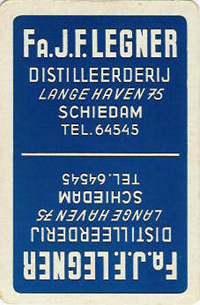 Fa. J.F. LEGNER
DISTILLEERDERIJ
LANGE HAVEN 75
SCHIEDAM
TEL. 64545
Fa. J.F. LEGNER
DISTILLEERDERIJ
LANGE HAVEN 75
SCHIEDAM
TEL. 64545